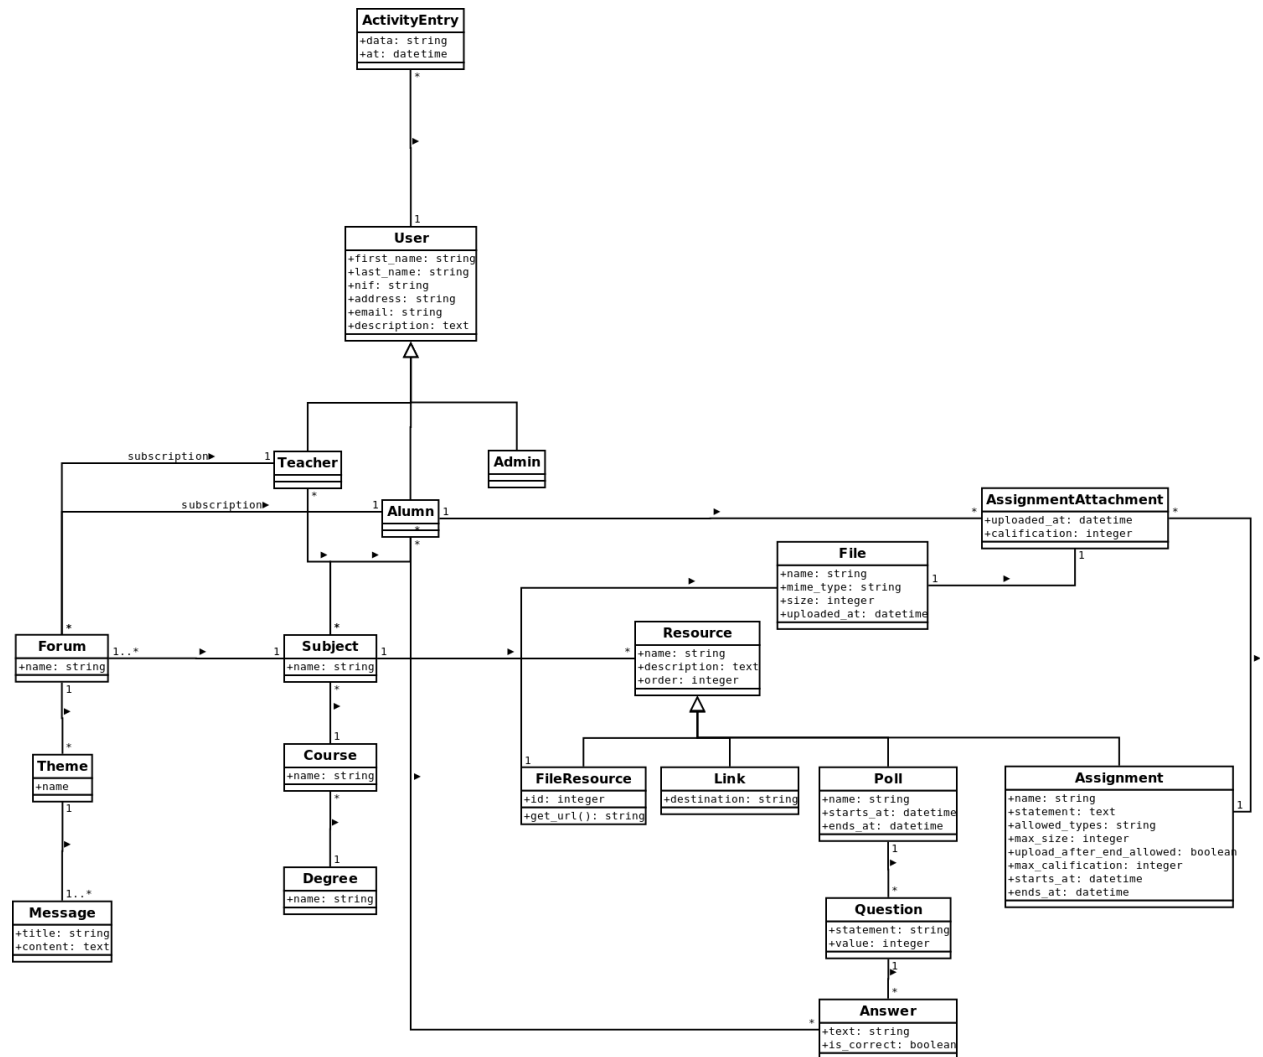 ActivityEntry
+data: string
+at: datetime
*
1
User
+first_name: string
+last_name: string
+nif: string
+address: string
+email: string
+description: text
subscription
1
Teacher
*
Admin
subscription
1
Alumn
1
*
*
*
AssignmentAttachment
+uploaded_at: datetime
+calification: integer
*
1
File
+name: string
+mime_type: string
+size: integer
+uploaded_at: datetime
1
*
Forum
+name: string
1..*
1
1
*
Subject
+name: string
1
*
*
Resource
+name: string
+description: text
+order: integer
*
Theme
+name
1
1
Course
+name: string
*
1
FileResource
+id: integer
+get_url(): string
Link
+destination: string
Poll
+name: string
+starts_at: datetime
+ends_at: datetime
1
Assignment
+name: string
+statement: text
+allowed_types: string
+max_size: integer
+upload_after_end_allowed: boolean
+max_calification: integer
+starts_at: datetime
+ends_at: datetime
1
1
Degree
+name: string
1..*
Message
+title: string
+content: text
*
Question
+statement: string
+value: integer
1
*
*
Answer
+text: string
+is_correct: boolean